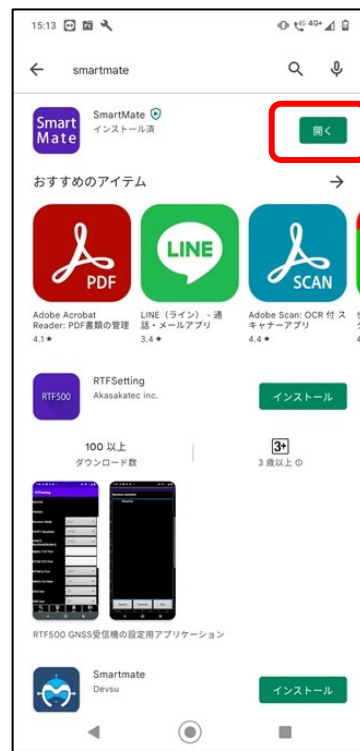 15:13
4G 4G+
smartmate
Smart
Mate
SmartMate
インストール済
開く
おすすめのアイテム
PDF
LINE
SCAN
Adobe Acrobat
Reader: PDF書類の管理
4.1★
LINE(ライン) - 通
話・メールアプリ
3.4★
Adobe Scan: OCR 付 ス
キャナーアプリ
4.4★
RTF500
RTFSetting
Akasakatec inc.
インストール
100 以上
ダウンロード数
3+
3 歳以上
RTF500 GNSS受信機の設定用アプリケーション
Smartmate
Devsu
インストール